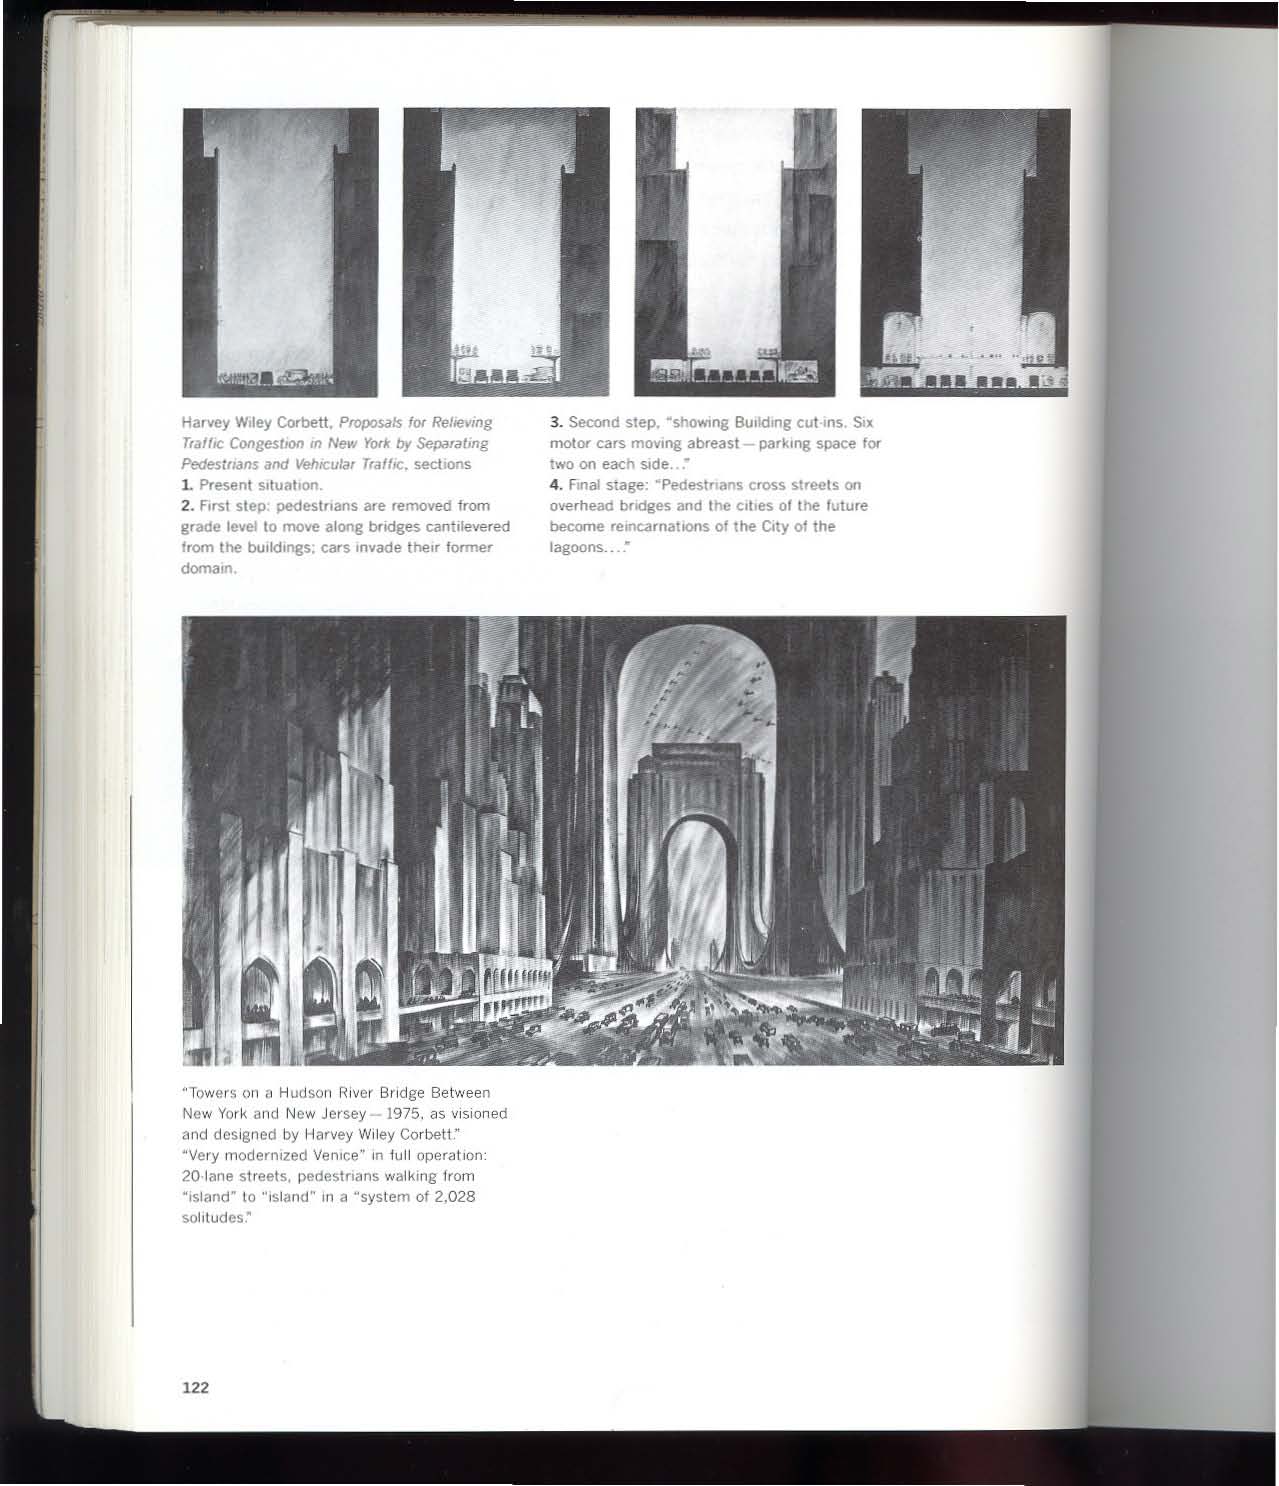 Harvey Wiley Corbett, Proposals for Relieving
Traffic Congestion in New York by Separating
Pedestrians and Vehicular Traffic, sections
1. Present situation.
2. First step: pedestrians are removed from
grade level to move along bridges cantilevered
from the buildings; cars invade their former
domain.
3. Second step, "showing Building cut-ins. Six
motor cars moving abreast — parking space for
two on each side..."
4. Final stage: "Pedestrians cross streets on
overhead bridges and the cities of the future
become reincarnations of the City of the
lagoons...."
"Towers on a Hudson River Bridge Between
New York and New Jersey — 1975, as visioned
and designed by Harvey Wiley Corbett."
"Very modernized Venice" in full operation:
20-lane streets, pedestrians walking from
"island" to "island" in a "system of 2,028
solitudes."
122